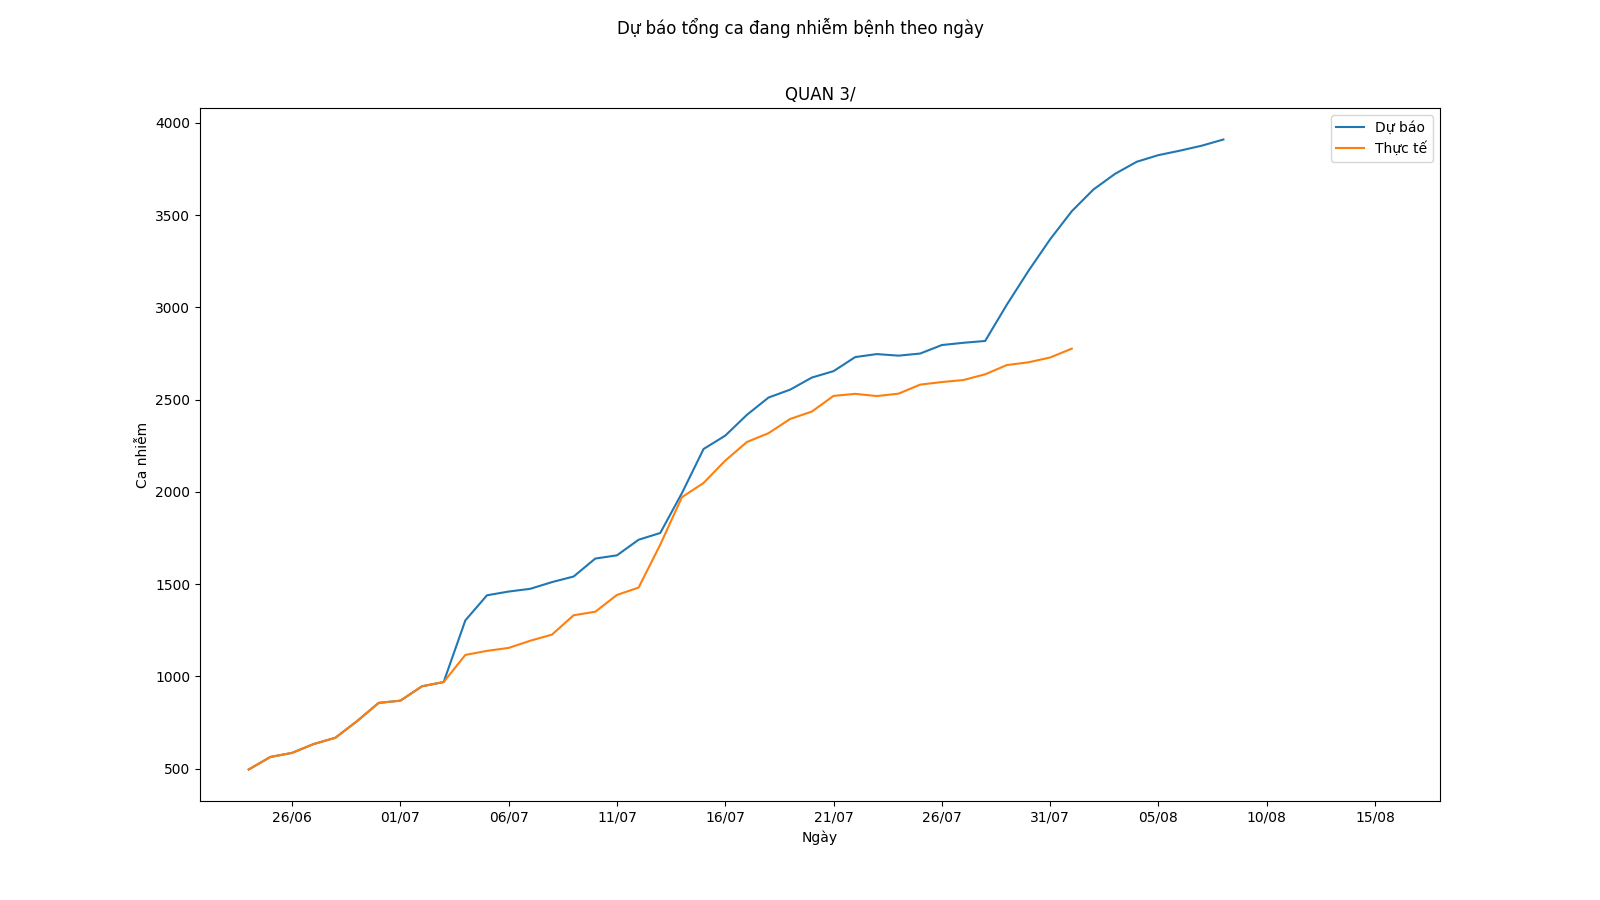 Dự báo tổng ca đang nhiễm bệnh theo ngày
QUAN 3/
Dự báo
Thực tế
4000
3500
3000
2500
2000
1500
1000
500
Ca nhiễm
26/06 01/07 06/07 11/07 16/07 21/07 26/07 31/07 05/08 10/08 15/08
Ngày